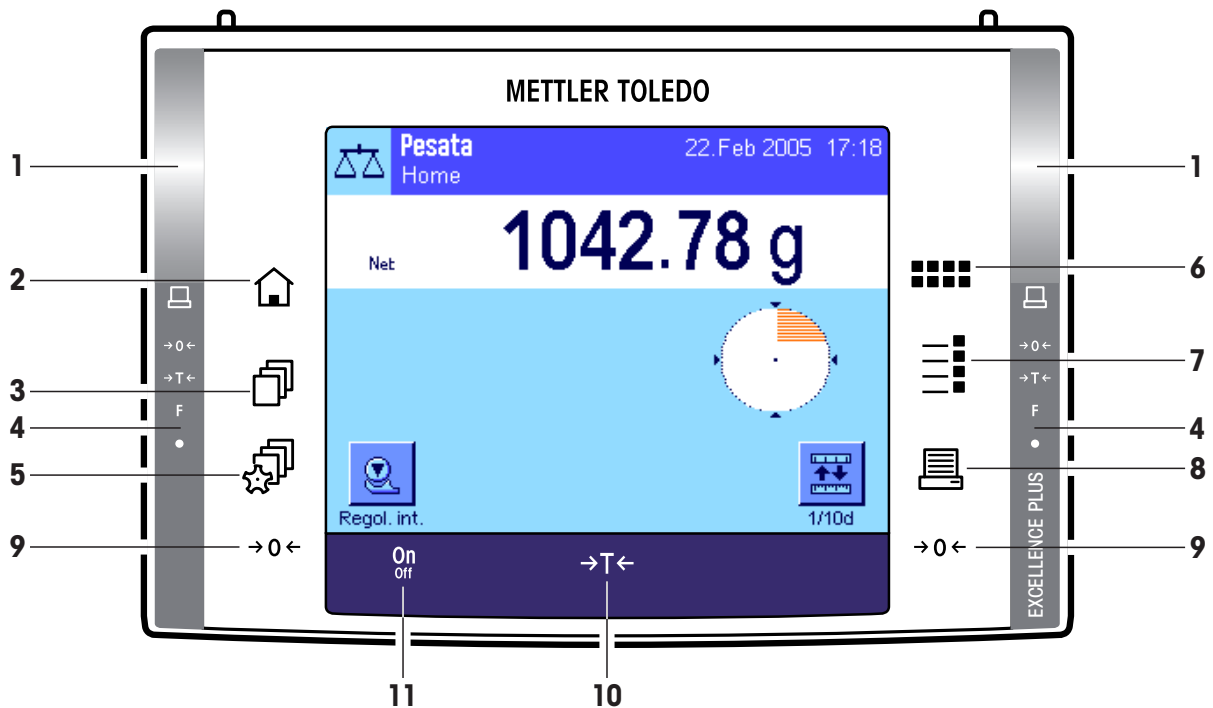 METTLER TOLEDO
Pesata
22.Feb 2005 17:18
Home
1
1
1042.78 g
Net
2
6
→0←
→0←
7
→T←
→T←
3
F
F
4
4
5
8
Regol. int.
1/10d
EXCELLENCE PLUS
9
→0←
On
Off
→T←
→0←
9
11
10